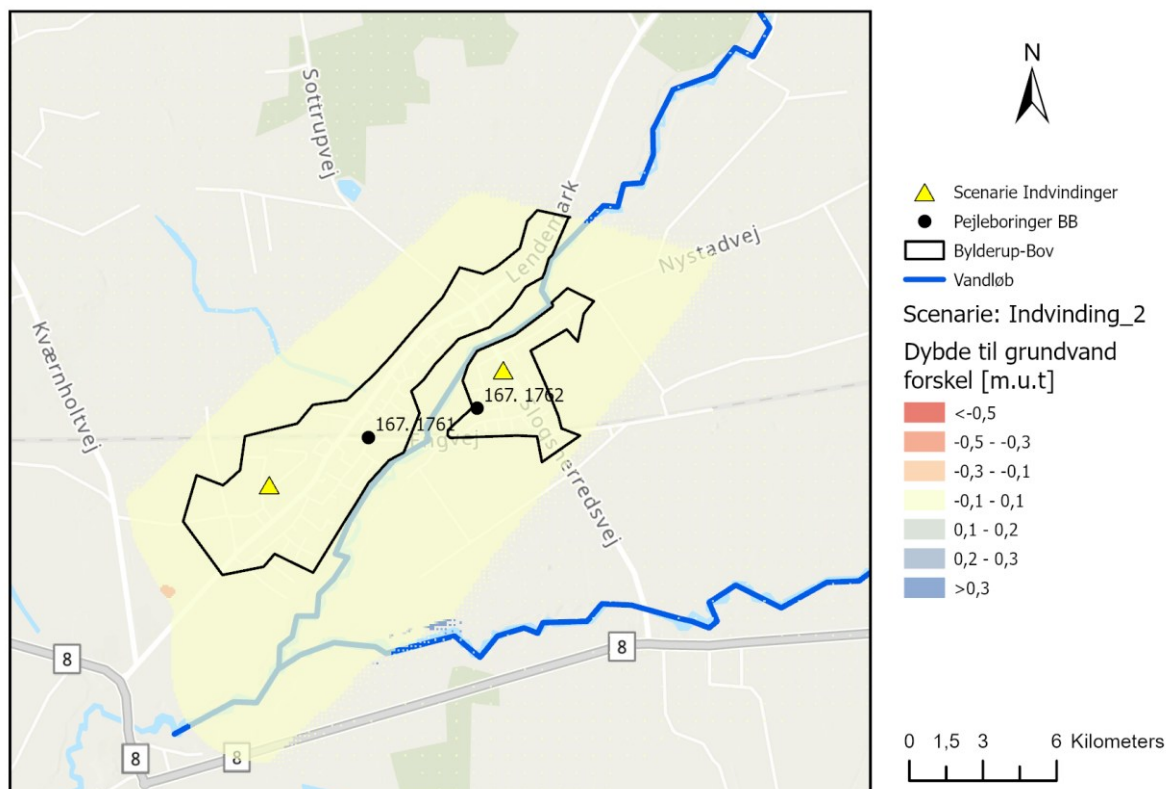 Sottrupvej
Lendemark
Nystadvej
Kværnholtvej
167. 1762
167. 1761
Engvej
Slogsherredsvej
8
8
8
8
N
Scenarie Indvindinger
Pejleboringer BB
Bylderup-Bov
Vandløb
Scenarie: Indvinding_2
Dybde til grundvand
forskel [m.u.t]
<-0,5
-0,5 - -0,3
-0,3 - -0,1
-0,1 - 0,1
0,1 - 0,2
0,2 - 0,3
>0,3
0 1,5 3 6 Kilometers